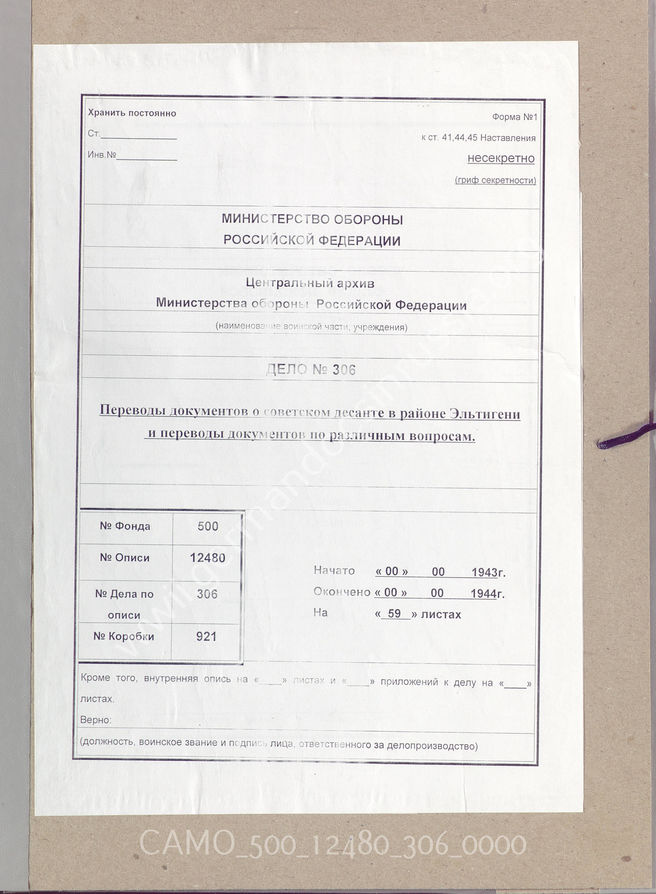 Хранить постоянно
Форма №1
Ст.
к ст. 41,44,45 Наставления
Инв.№
несекретно
(гриф секретности)
МИНИСТЕРСТВО ОБОРОНЫ
РОССИЙСКОЙ ФЕДЕРАЦИИ
Центральный архив
Министерства обороны Российской Федерации
(наименование воинской части, учреждения)
ДЕЛО № 306
Переводы документов о советском десанте в районе Эльтигени
и переводы документов по различным вопросам.
№ Фонда 500
№ Описи 12480
№ Дела по описи 306
№ Коробки 921
Начато « 00 » 00 1943г.
Окончено « 00 » 00 1944г.
На « 59 » листах
Кроме того, внутренняя опись на «____» листах и «____» приложений к делу на «____»
листах.
Верно:
(должность, воинское звание и подпись лица, ответственного за делопроизводство)
CAMO_500_12480_306_0000